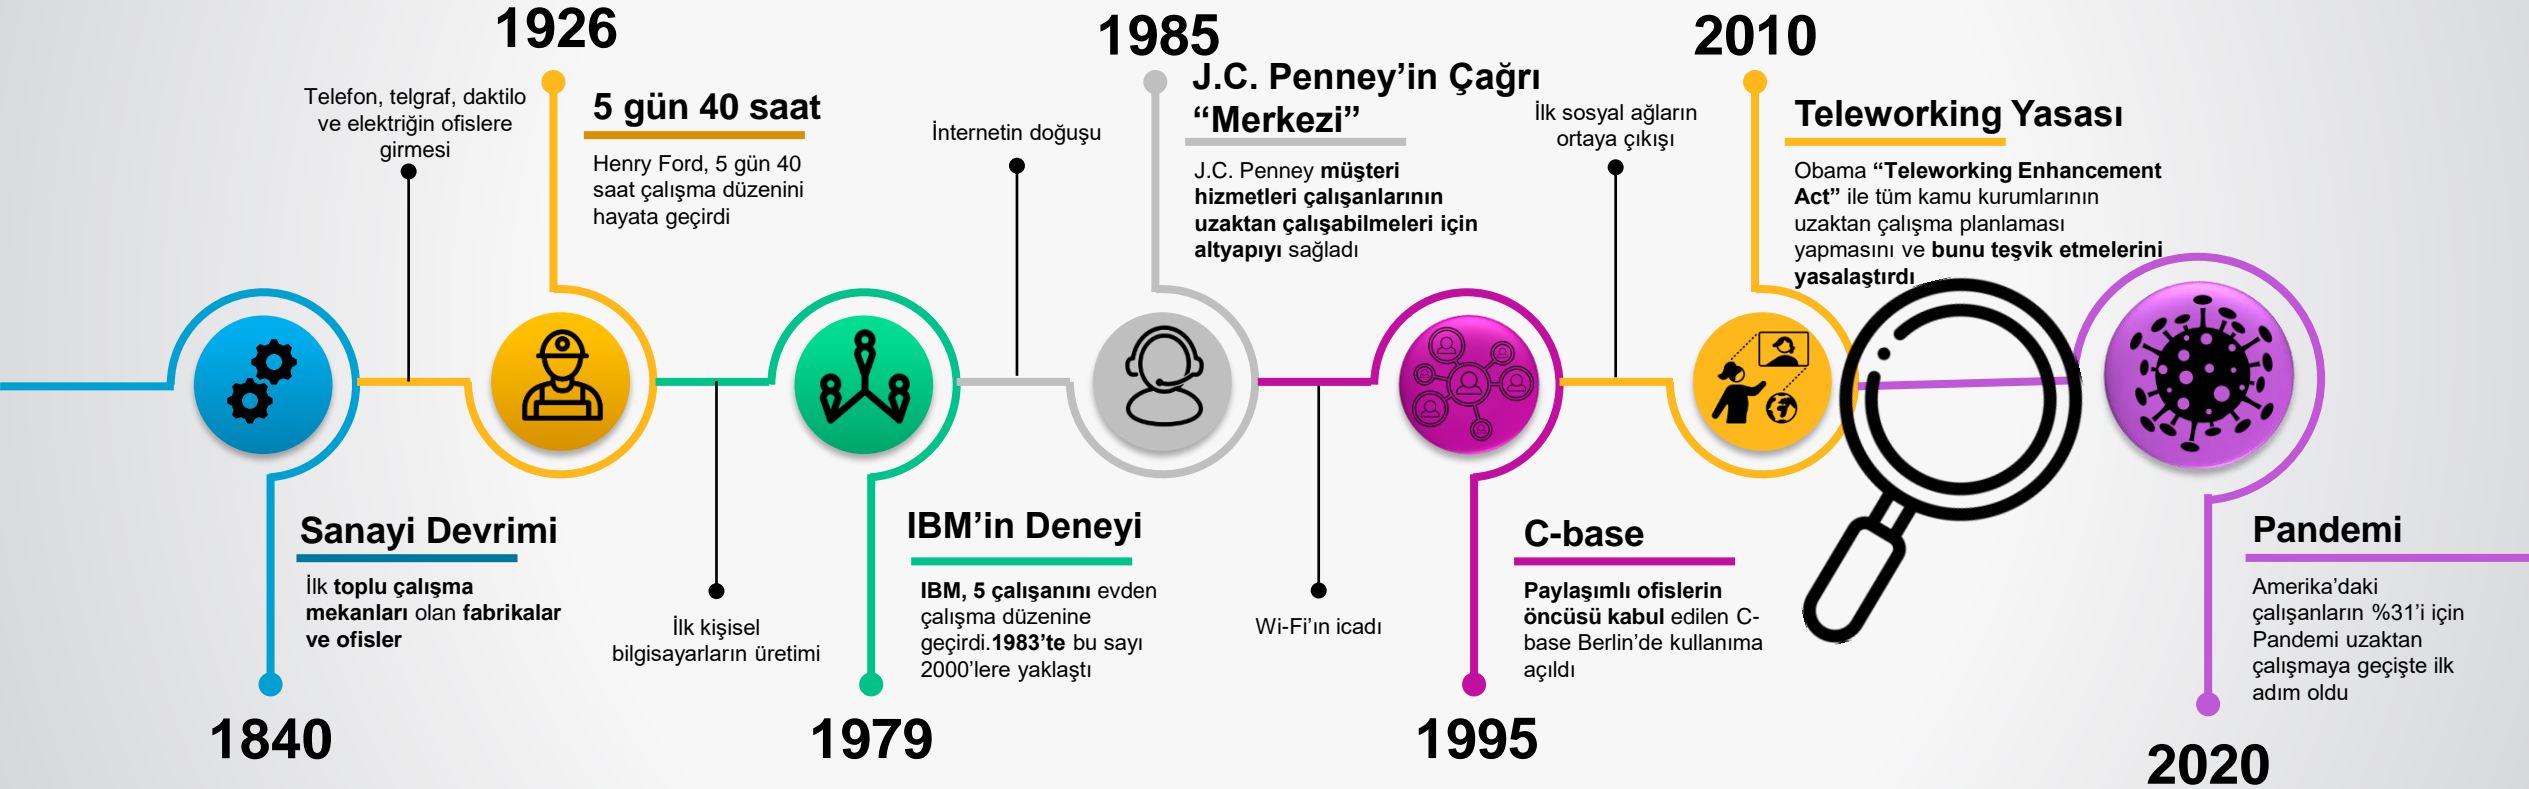 1840
Sanayi Devrimi
İlk toplu çalışma
mekanları olan fabrikalar
ve ofisler
Telefon, telgraf, daktilo
ve elektriğin ofislere
girmesi
1926
5 gün 40 saat
Henry Ford, 5 gün 40
saat çalışma düzenini
hayata geçirdi
İlk kişisel
bilgisayarların üretimi
1979
IBM’in Deneyi
IBM, 5 çalışanını evden
çalışma düzenine
geçirdi.1983’te bu sayı
2000’lere yaklaştı
İnternetin doğuşu
1985
J.C. Penney’in Çağrı
“Merkezi”
J.C. Penney müşteri
hizmetleri çalışanlarının
uzaktan çalışabilmeleri için
altyapıyı sağladı
Wi-Fi’ın icadı
1995
C-base
Paylaşımlı ofislerin
öncüsü kabul edilen C-
base Berlin’de kullanıma
açıldı
İlk sosyal ağların
ortaya çıkışı
2010
Teleworking Yasası
Obama “Teleworking Enhancement
Act” ile tüm kamu kurumlarının
uzaktan çalışma planlaması
yapmasını ve bunu teşvik etmelerini
yasalaştırdı
2020
Pandemi
Amerika’daki
çalışanların %31’i için
Pandemi uzaktan
çalışmaya geçişte ilk
adım oldu